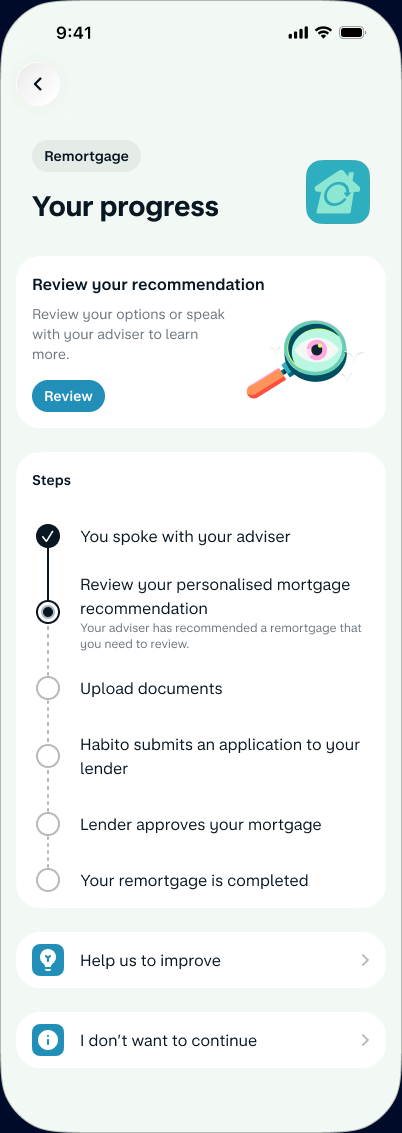 9:41
Remortgage
Your progress
Review your recommendation
Review your options or speak
with your adviser to learn
more.
Review
Steps
You spoke with your adviser
Review your personalised mortgage
recommendation
Your adviser has recommended a remortgage that
you need to review.
Upload documents
Habito submits an application to your
lender
Lender approves your mortgage
Your remortgage is completed
Help us to improve
I don't want to continue